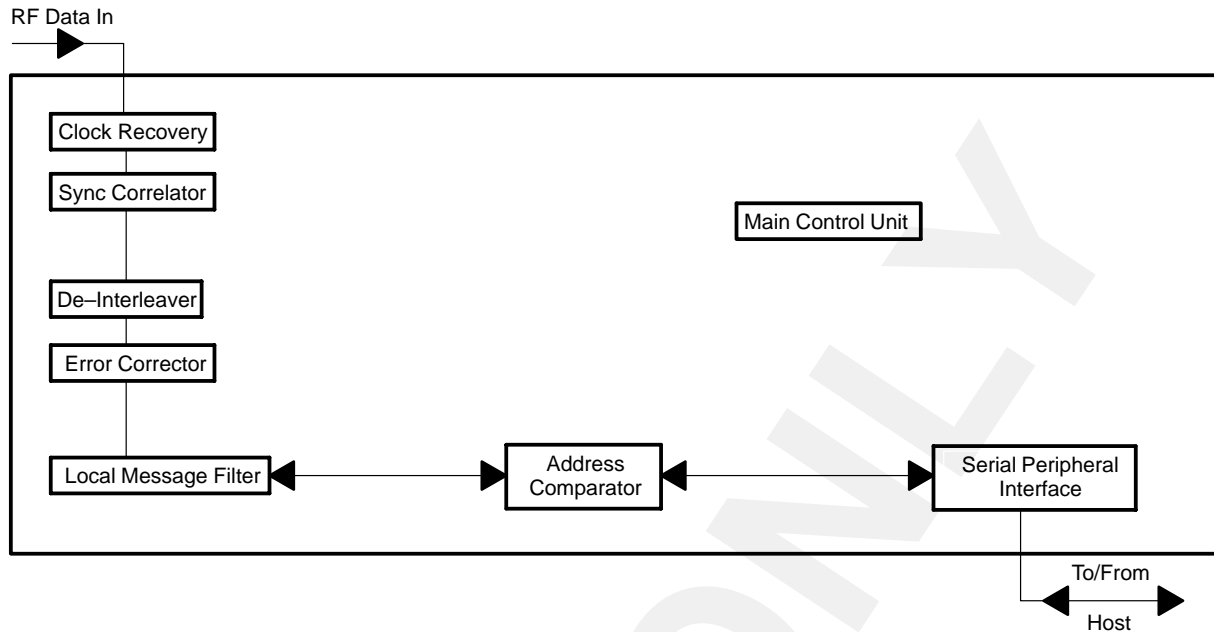 RF Data In
Clock Recovery
Sync Correlator
Main Control Unit
De–Interleaver
Error Corrector
Local Message Filter
Address
Comparator
Serial Peripheral
Interface
To/From
Host
ONLY